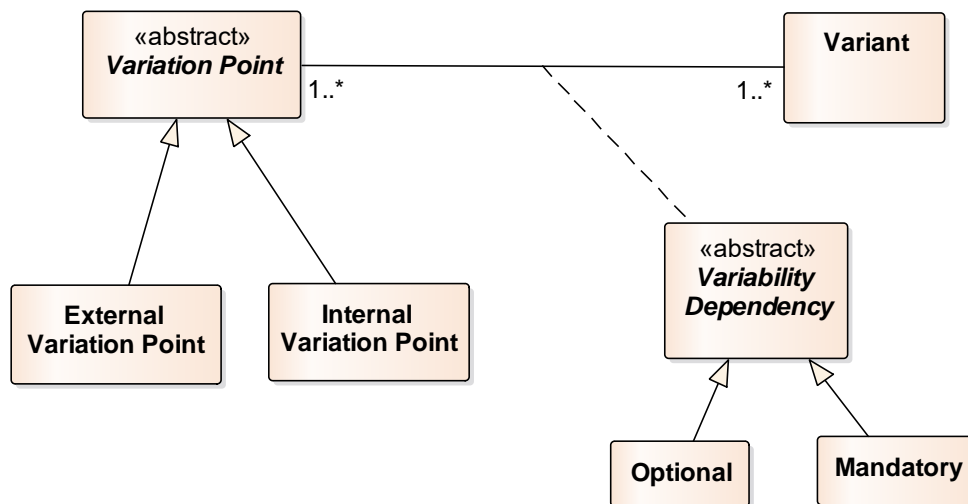 «abstract»
Variation Point
Variant
1..*
1..*
«abstract»
Variability
Dependency
External
Variation Point
Internal
Variation Point
Optional
Mandatory